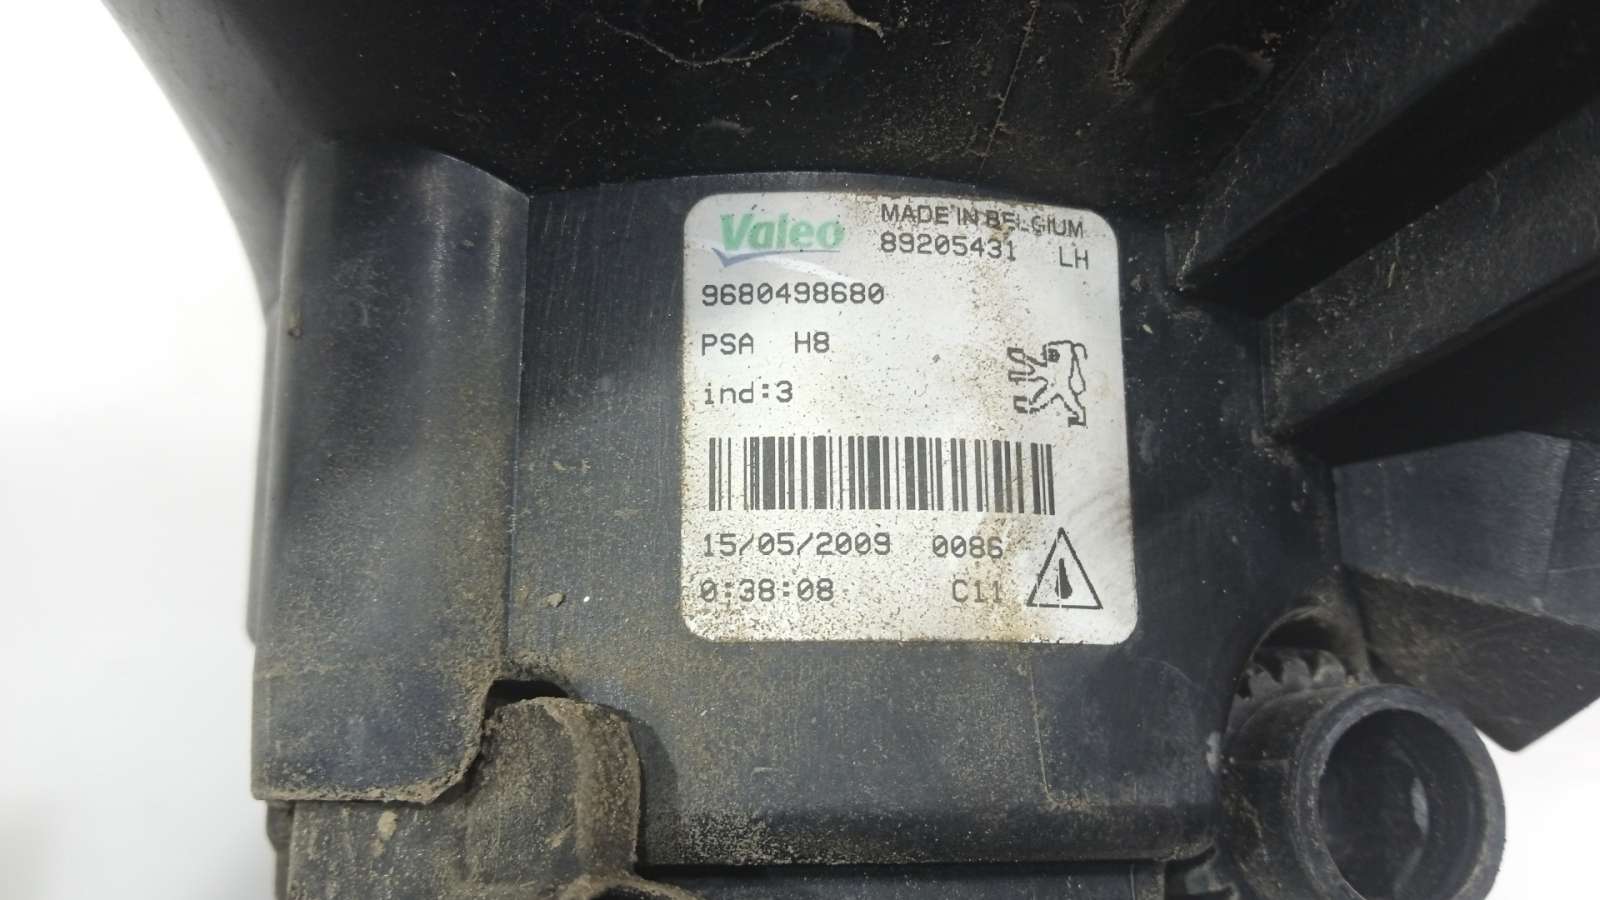 Valeo MADE IN BELGIUM
89205431 LH
9680498680
PSA H8
ind:3
15/05/2009 0086
0:38:08 C11